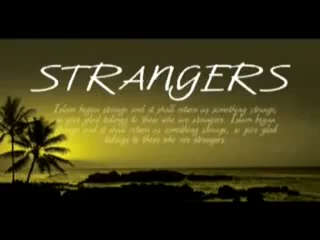 STRANGERS
Islam began strange and it shall return as something strange,
so give glad tidings to those who are strangers. Islam began
strange and it shall return as something strange, so give glad
tidings to those who are strangers.